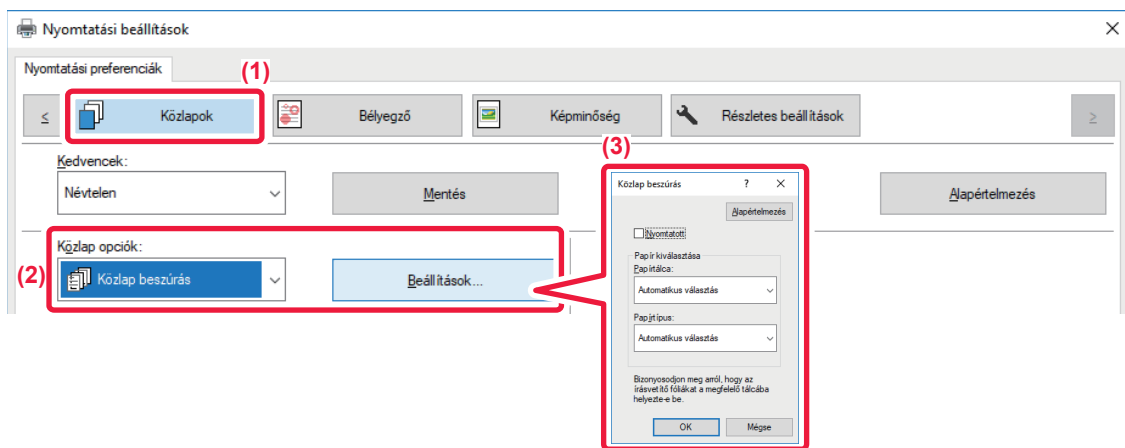 Nyomtatási beállítások
Nyomtatási preferenciák
(1)
<
Közlapok
Bélyegző
Képminőség
Részletes beállítások
>
(3)
Kedvencek:
Névtelen
Mentés
Alapértelmezés
Közlap beszúrás
?
Alapértelmezés
Nyomtatott
Papír kiválasztása
Papírtálca:
Automatikus választás
Papírtípus:
Automatikus választás
Bizonyosodjon meg arról, hogy az
írásvetítő fóliákat a megfelelő tálcába
helyezte-e be.
OK
Mégse
Közlap opciók:
(2)
Közlap beszúrás
Beállítások...